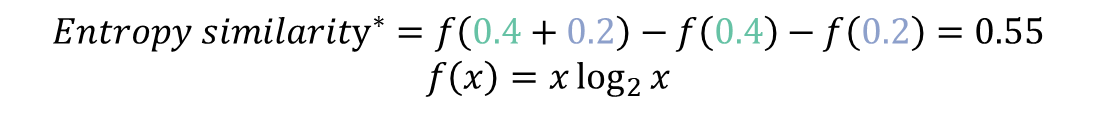 Entropy similarity* = f(0.4 + 0.2) − f(0.4) − f(0.2) = 0.55
f(x) = x log₂ x